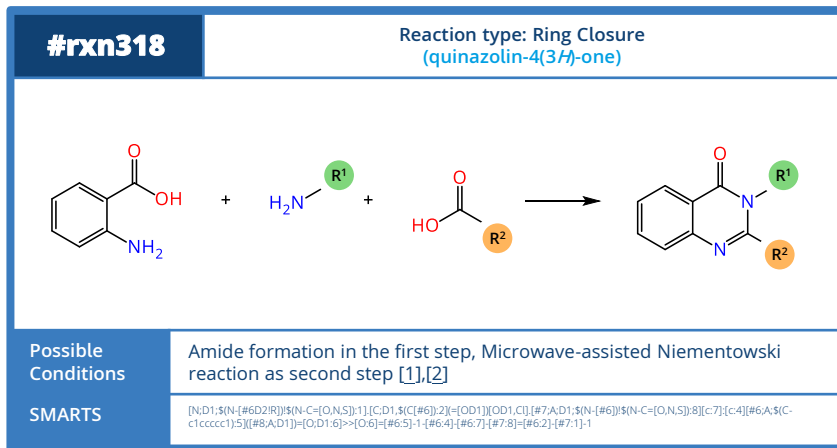 #rxn318
Reaction type: Ring Closure
(quinazolin-4(3H)-one)
O
OH
NH2
+
H2N
R1
+
O
HO
R2
O
N
R1
N
R2
Possible
Conditions
Amide formation in the first step, Microwave-assisted Niementowski
reaction as second step [1],[2]
SMARTS
[N;D1;$(N-[#6D2!R])!$(N-C=[O,N,S]):1].[C;D1,$(C[#6]):2](=[OD1])[OD1,Cl].[#7;A;D1;$(N-[#6])!$(N-C=[O,N,S]):8][c:7]:[c:4][#6;A;$(C-
c1ccccc1):5]([#8;A;D1])=[O;D1:6]>>[O:6]=[#6:5]-1-[#6:4]-[#6:7]-[#7:8]=[#6:2]-[#7:1]-1